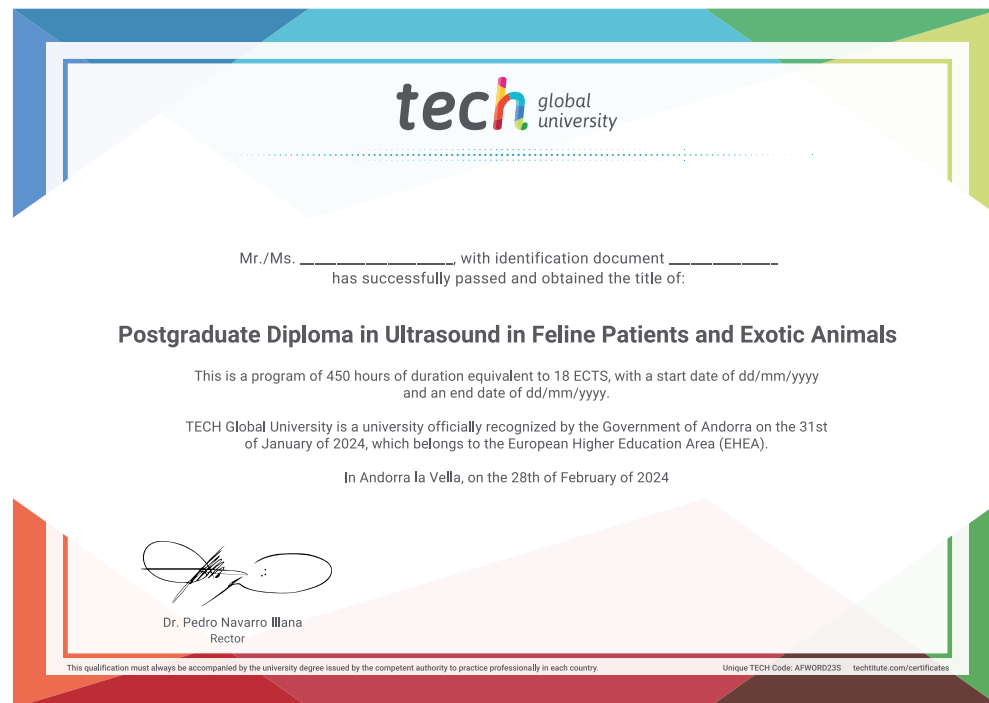 tech global
university
Mr./Ms. ____________________, with identification document ______________
has successfully passed and obtained the title of:
Postgraduate Diploma in Ultrasound in Feline Patients and Exotic Animals
This is a program of 450 hours of duration equivalent to 18 ECTS, with a start date of dd/mm/yyyy
and an end date of dd/mm/yyyy.
TECH Global University is a university officially recognized by the Government of Andorra on the 31st
of January of 2024, which belongs to the European Higher Education Area (EHEA).
In Andorra la Vella, on the 28th of February of 2024
Dr. Pedro Navarro Illana
Rector
This qualification must always be accompanied by the university degree issued by the competent authority to practice professionally in each country.
Unique TECH Code: AFWORD23S techtitute.com/certificates